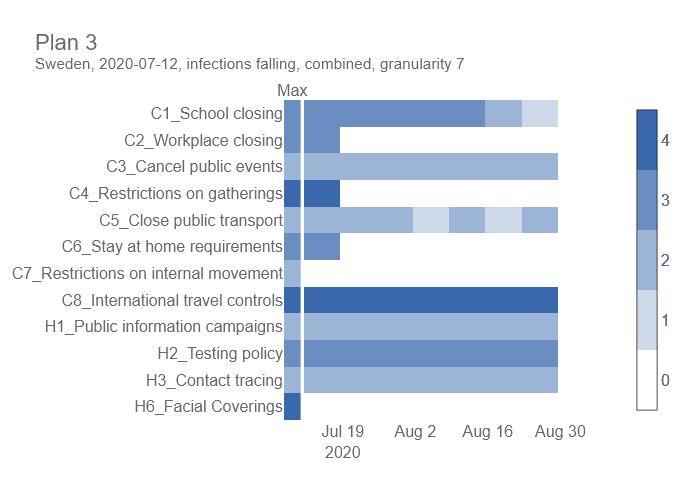 Plan 3
Sweden, 2020-07-12, infections falling, combined, granularity 7
Max
C1_School closing
C2_Workplace closing
C3_Cancel public events
C4_Restrictions on gatherings
C5_Close public transport
C6_Stay at home requirements
C7_Restrictions on internal movement
C8_International travel controls
H1_Public information campaigns
H2_Testing policy
H3_Contact tracing
H6_Facial Coverings
Jul 19 Aug 2 Aug 16 Aug 30
2020
4
3
2
1
0